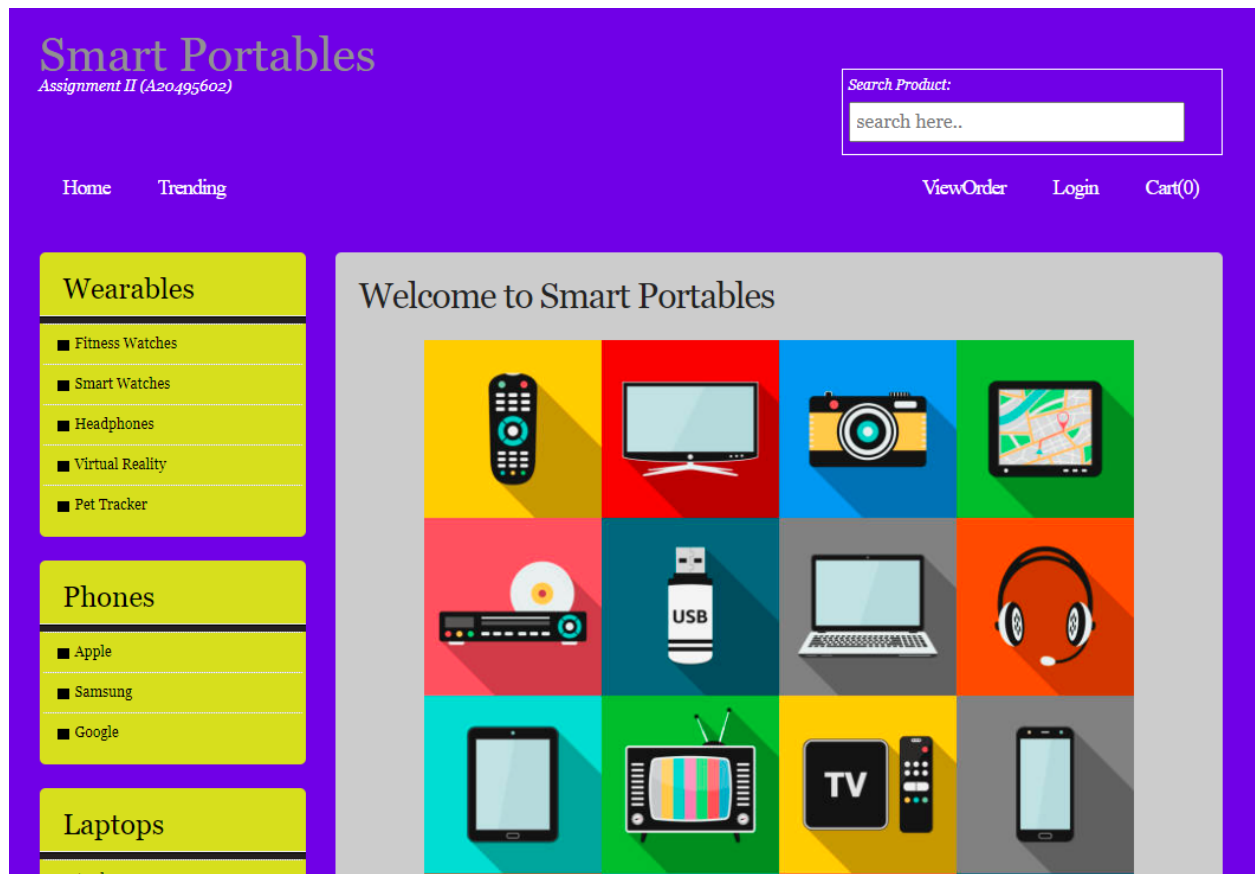 Smart Portables
Assignment II (A20495602)
Search Product:
search here..
Home Trending ViewOrder Login Cart(0)
Wearables
Fitness Watches
Smart Watches
Headphones
Virtual Reality
Pet Tracker
Phones
Apple
Samsung
Google
Laptops
Welcome to Smart Portables
USB
TV